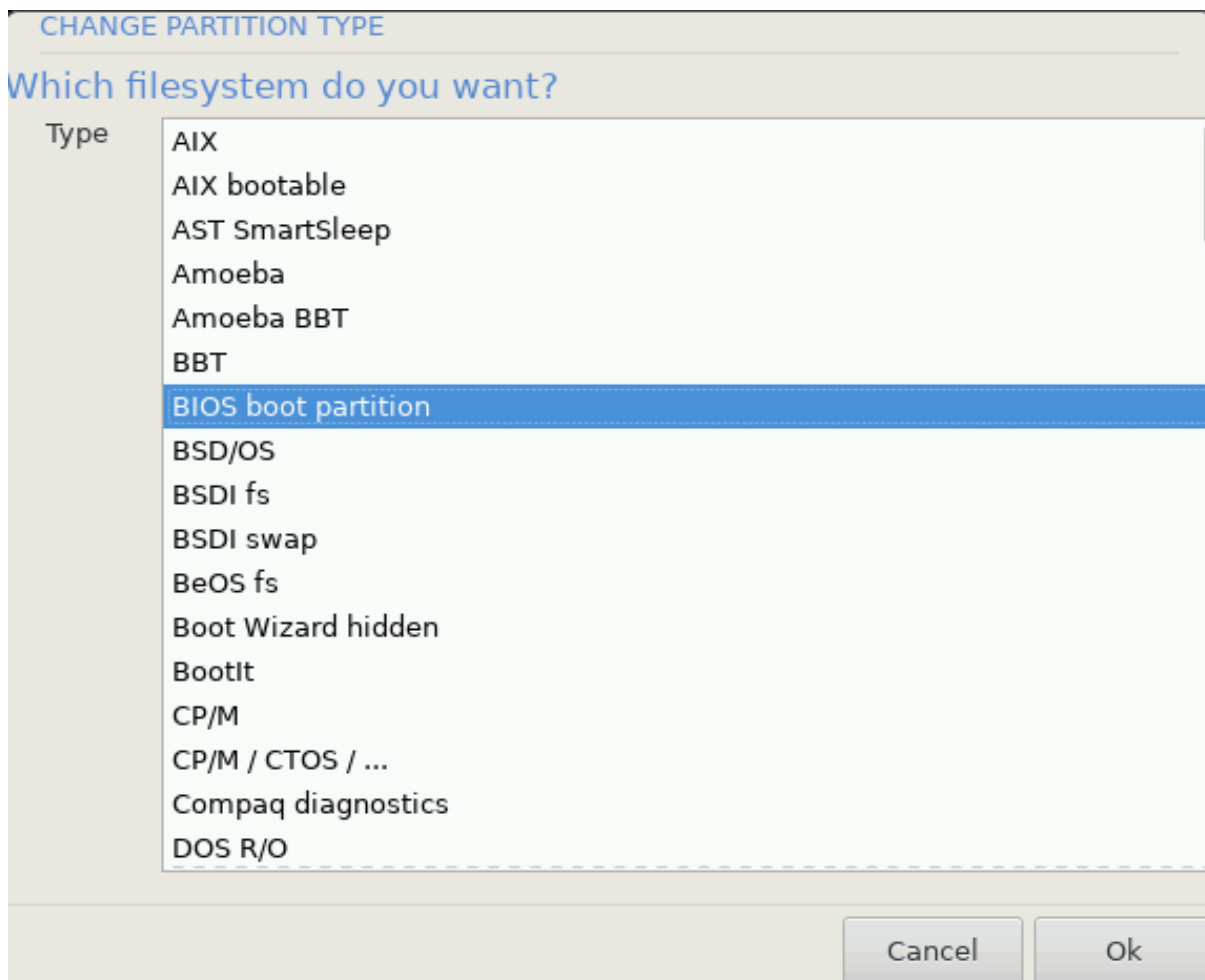 CHANGE PARTITION TYPE
Which filesystem do you want?
Type
AIX
AIX bootable
AST SmartSleep
Amoeba
Amoeba BBT
BBT
BIOS boot partition
BSD/OS
BSDI fs
BSDI swap
BeOS fs
Boot Wizard hidden
BootIt
CP/M
CP/M / CTOS / ...
Compaq diagnostics
DOS R/O
Cancel
Ok